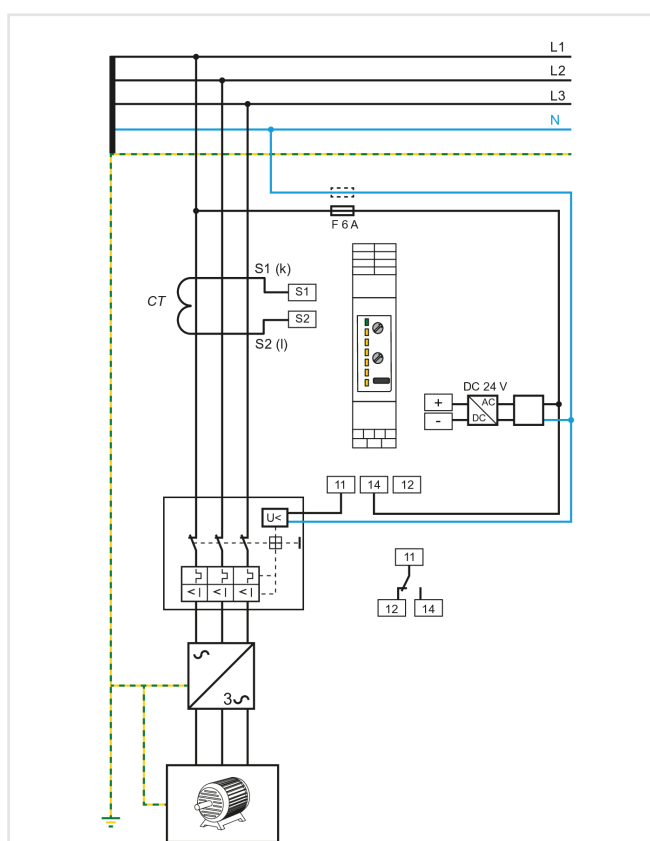 L1
L2
L3
N
F 6 A
S1 (k)
CT
S1
S2
S2 (l)
DC 24 V
+
AC
-
DC
11
14
12
U<
11
< I
< I
< I
12
14
3